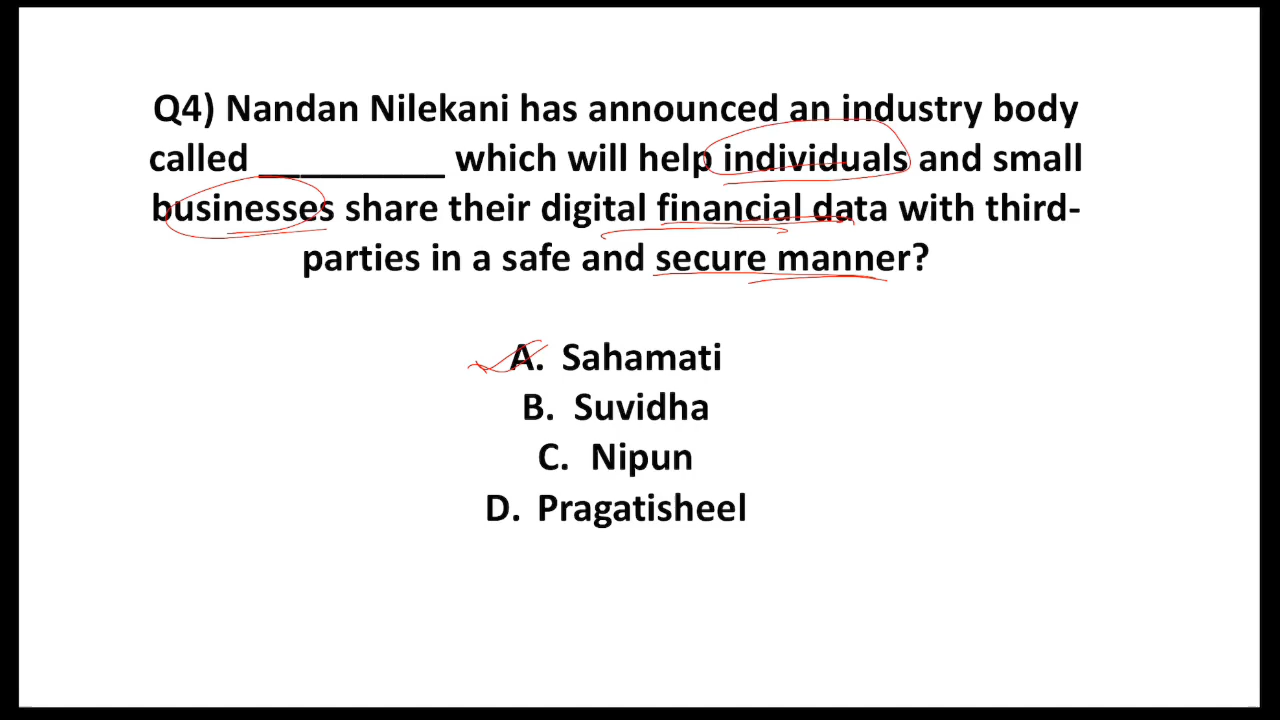 Q4) Nandan Nilekani has announced an industry body
called _________ which will help individuals and small
businesses share their digital financial data with third-
parties in a safe and secure manner?
A. Sahamati
B. Suvidha
C. Nipun
D. Pragatisheel